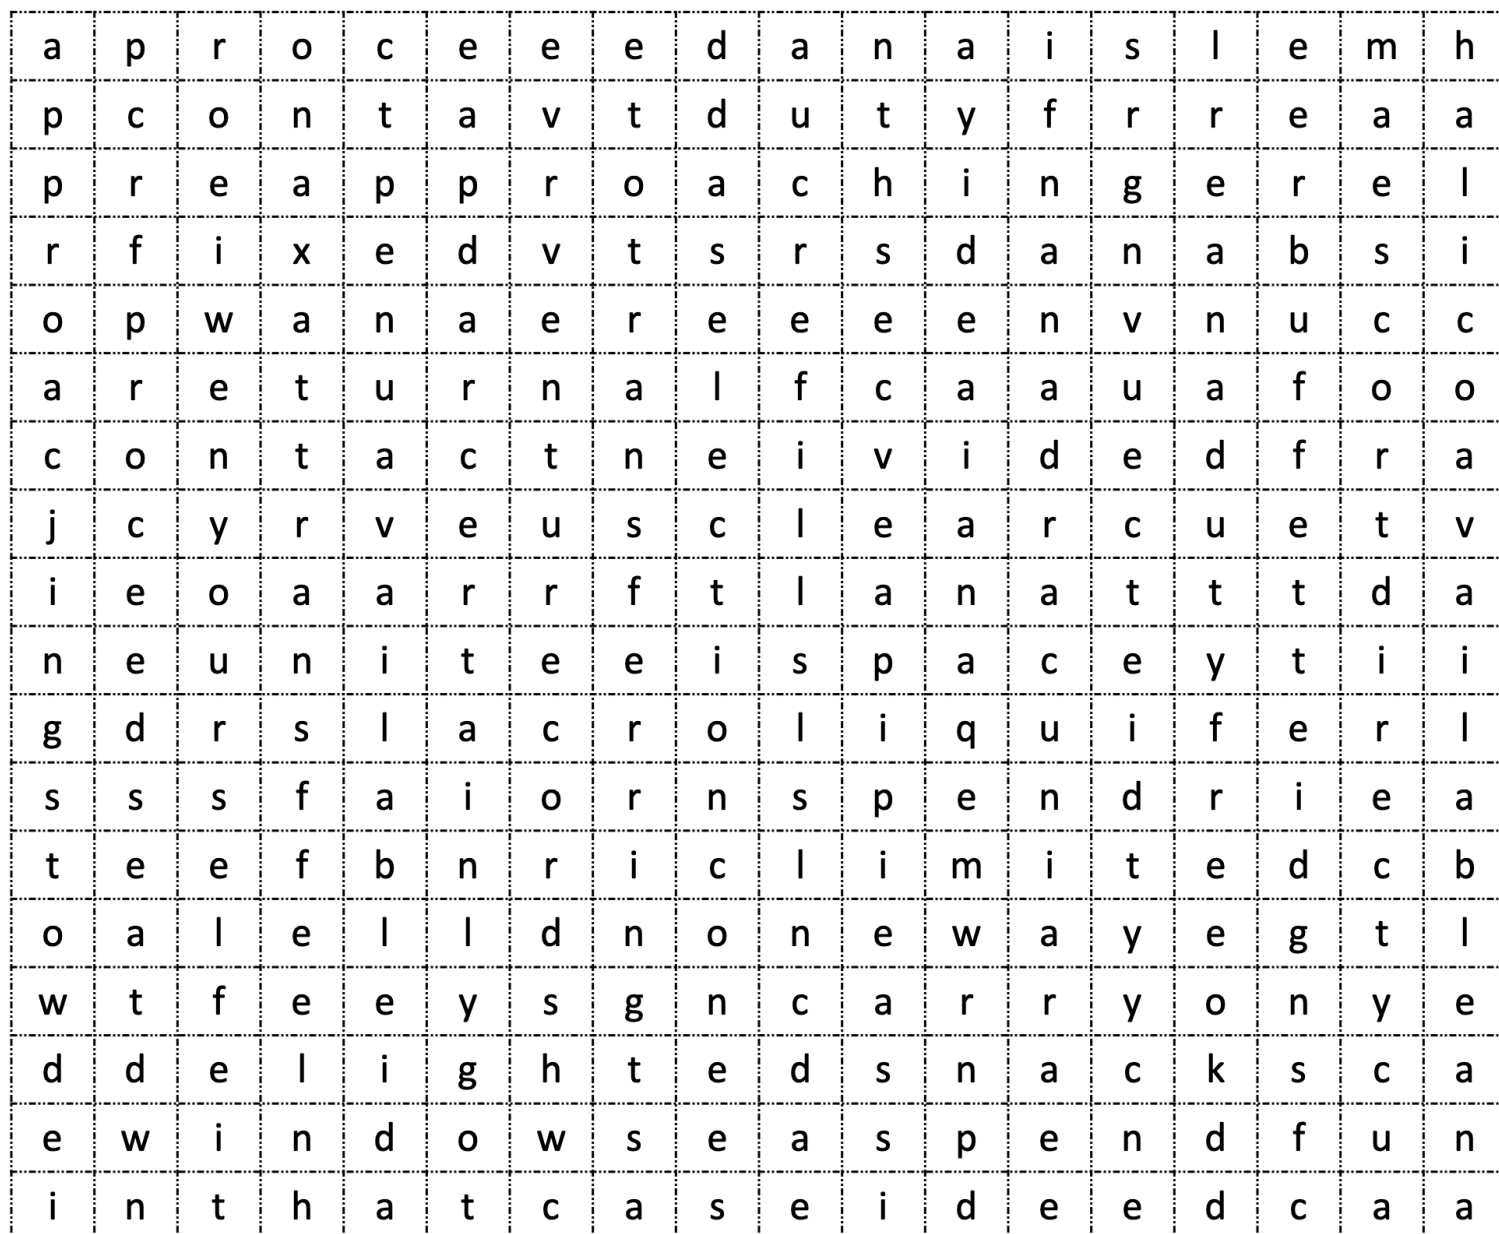 a p r o c e e e d a n a i s l e m h
p c o n t a v t d u t y f r r e a a
p r e a p p r o a c h i n g e r e l
r f i x e d v t s r s d a n a b s i
o p w a n a e r e e e e n v n u c c
a r e t u r n a l f c a a u a f o o
c o n t a c t n e i v i d e d f r a
j c y r v e u s c l e a r c u e t v
i e o a a r r f t l a n a t t t d a
n e u n i t e e i s p a c e y t i i
g d r s l a c r o l i q u i f e r l
s s s f a i o r n s p e n d r i e a
t e e f b n r i c l i m i t e d c b
o a l e l l d n o n e w a y e g t l
w t f e e y s g n c a r r y o n y e
d d e l i g h t e d s n a c k s c a
e w i n d o w s e a s p e n d f u n
i n t h a t c a s e i d e e d c a a